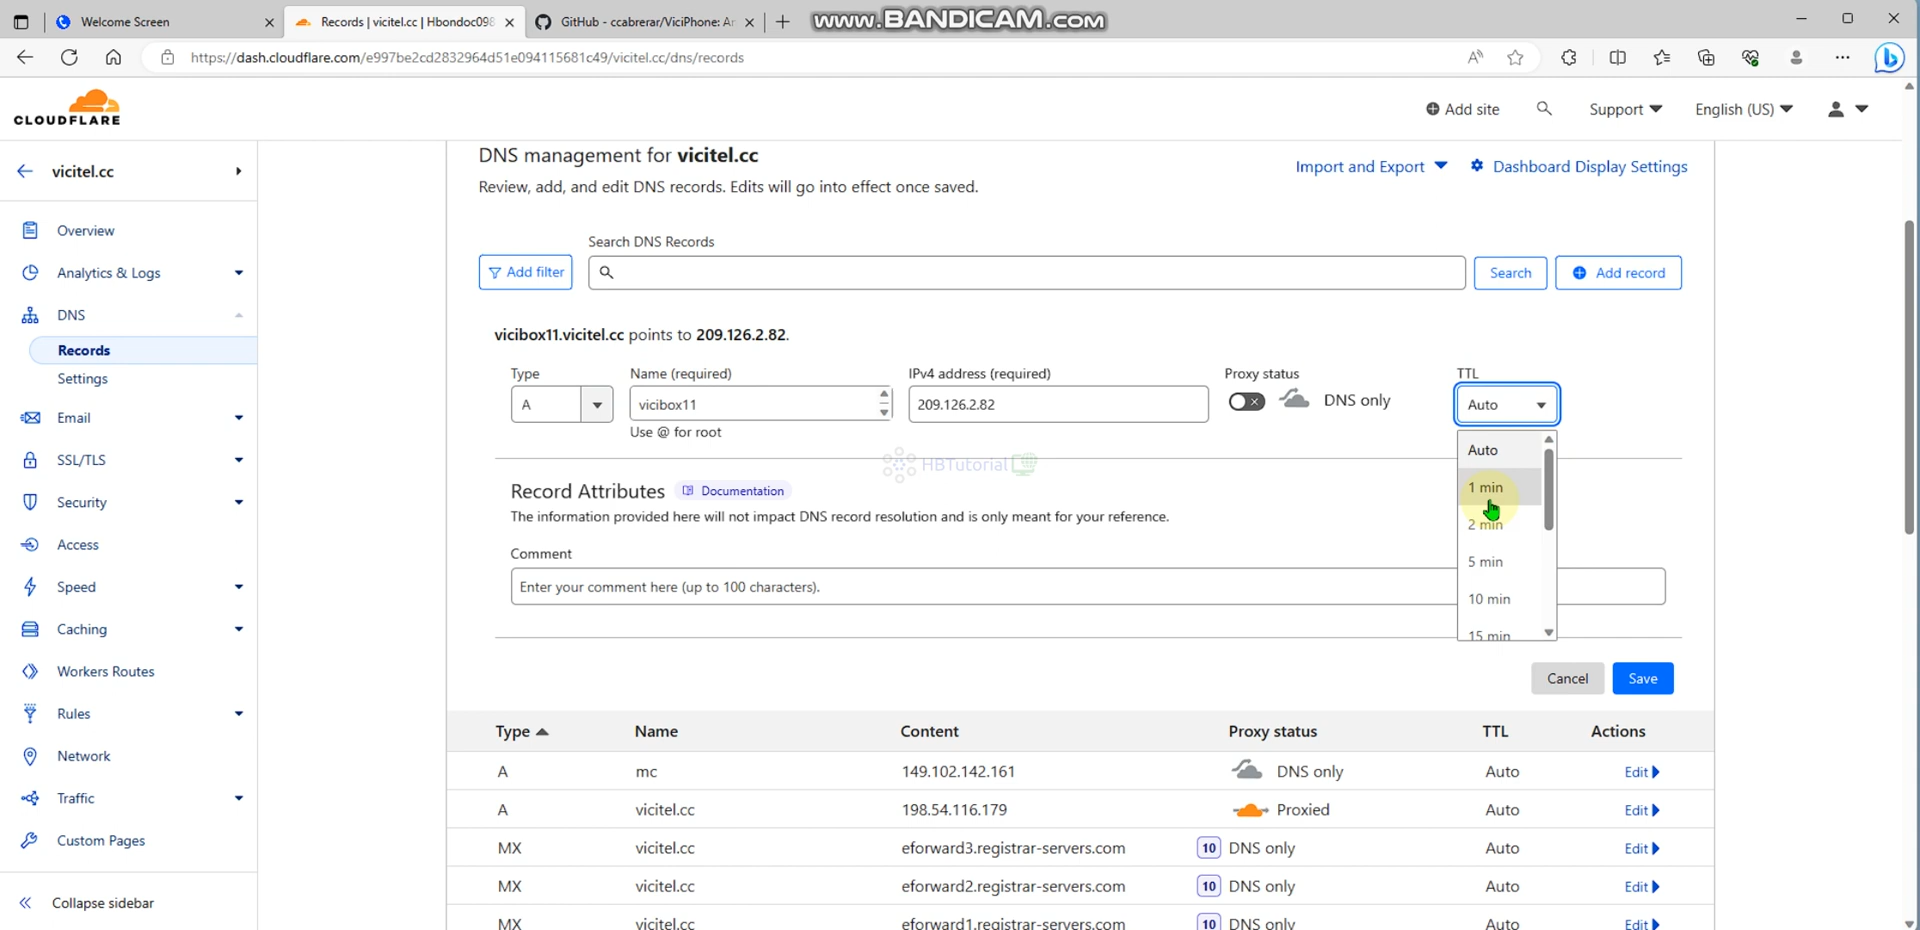 Welcome Screen
Records | vicitel.cc | Hbondoc098
GitHub - ccabrerar/ViciPhone: Ar
www.BANDICAM.com
https://dash.cloudflare.com/e997be2cd2832964d51e094115681c49/vicitel.cc/dns/records
CLOUDFLARE
Add site
Support
English (US)
vicitel.cc
Overview
Analytics & Logs
DNS
Records
Settings
Email
SSL/TLS
Security
Access
Speed
Caching
Workers Routes
Rules
Network
Traffic
Custom Pages
Collapse sidebar
DNS management for vicitel.cc
Review, add, and edit DNS records. Edits will go into effect once saved.
Import and Export
Dashboard Display Settings
Search DNS Records
Add filter
Search
Add record
vicibox11.vicitel.cc points to 209.126.2.82.
Type
Name (required)
IPv4 address (required)
Proxy status
TTL
A
vicibox11
209.126.2.82
DNS only
Auto
Use @ for root
Auto
1 min
2 min
5 min
10 min
15 min
HBTutorial
Record Attributes
Documentation
The information provided here will not impact DNS record resolution and is only meant for your reference.
Comment
Enter your comment here (up to 100 characters).
Cancel
Save
Type Name Content Proxy status TTL Actions
A mc 149.102.142.161 DNS only Auto Edit
A vicitel.cc 198.54.116.179 Proxied Auto Edit
MX vicitel.cc eforward3.registrar-servers.com 10 DNS only Auto Edit
MX vicitel.cc eforward2.registrar-servers.com 10 DNS only Auto Edit
MX vicitel.cc eforward1.registrar-servers.com 10 DNS only Auto Edit